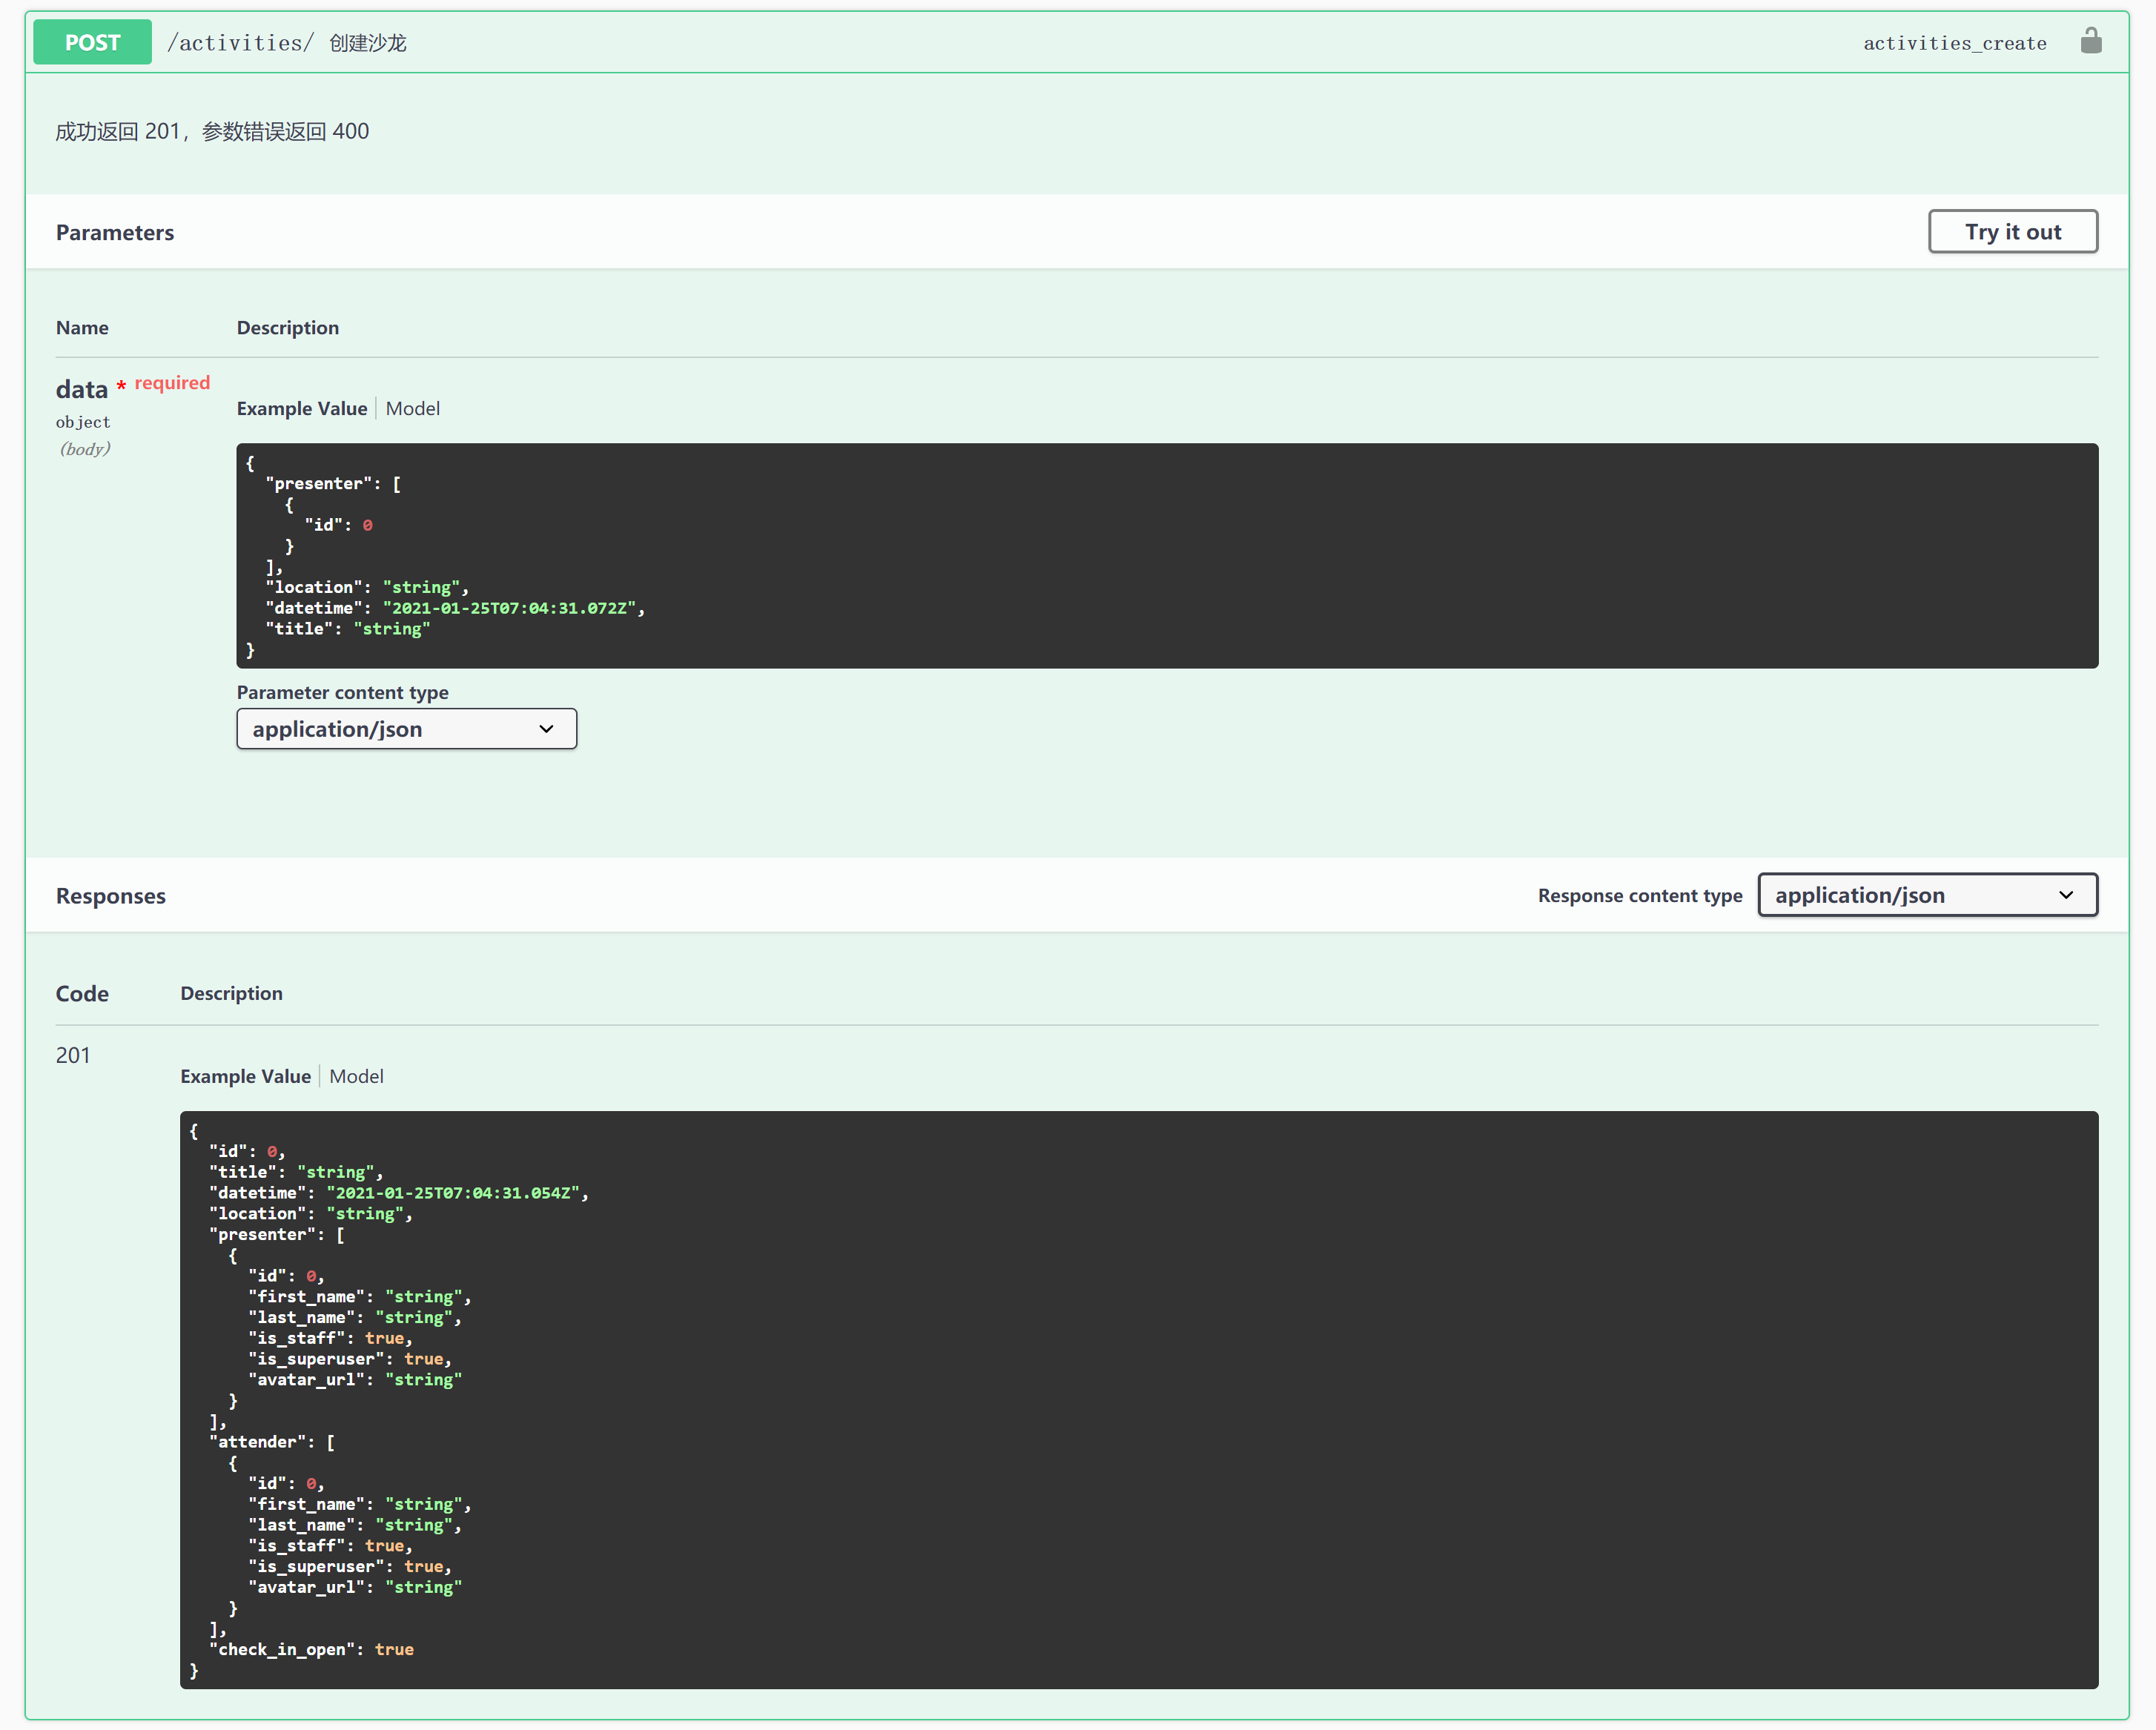 POST /activities/ 创建沙龙 activities_create
成功返回 201，参数错误返回 400
Parameters Try it out
Name Description
data * required
object
(body)
Example Value Model
{
  "presenter": [
    {
      "id": 0
    }
  ],
  "location": "string",
  "datetime": "2021-01-25T07:04:31.072Z",
  "title": "string"
}
Parameter content type
application/json
Responses Response content type application/json
Code Description
201
Example Value Model
{
  "id": 0,
  "title": "string",
  "datetime": "2021-01-25T07:04:31.054Z",
  "location": "string",
  "presenter": [
    {
      "id": 0,
      "first_name": "string",
      "last_name": "string",
      "is_staff": true,
      "is_superuser": true,
      "avatar_url": "string"
    }
  ],
  "attender": [
    {
      "id": 0,
      "first_name": "string",
      "last_name": "string",
      "is_staff": true,
      "is_superuser": true,
      "avatar_url": "string"
    }
  ],
  "check_in_open": true
}